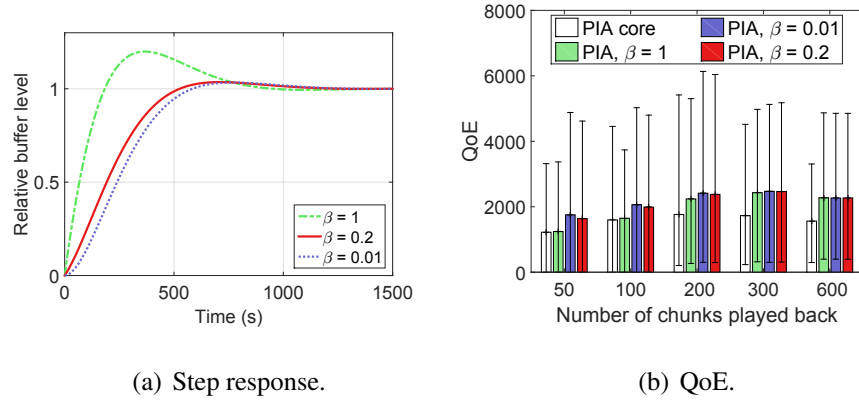 Relative buffer level
1
0.5
0
0 500 1000 1500
Time (s)
β = 1
β = 0.2
β = 0.01
(a) Step response.
QoE
8000
6000
4000
2000
0
50 100 200 300 600
Number of chunks played back
PIA core
PIA, β = 1
PIA, β = 0.01
PIA, β = 0.2
(b) QoE.